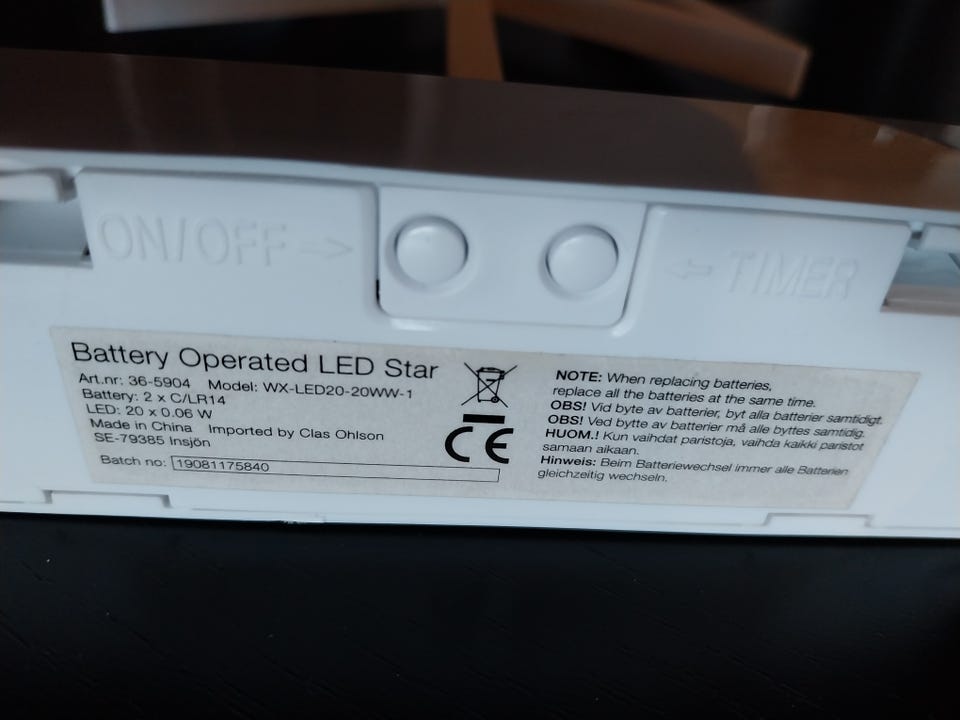 ON/OFF ⇨
⇦ TIMER
Battery Operated LED Star
Art.nr: 36-5904 Model: WX-LED20-20WW-1
Battery: 2 x C/LR14
LED: 20 x 0.06 W
Made in China Imported by Clas Ohlson
SE-79385 Insjön
Batch no: 19081175840
CE
NOTE: When replacing batteries,
replace all the batteries at the same time.
OBS! Vid byte av batterier, byt alla batterier samtidigt.
OBS! Ved bytte av batterier må alle byttes samtidig.
HUOM.! Kun vaihdat paristoja, vaihda kaikki paristot
samaan aikaan.
Hinweis: Beim Batteriewechsel immer alle Batterien
gleichzeitig wechseln.